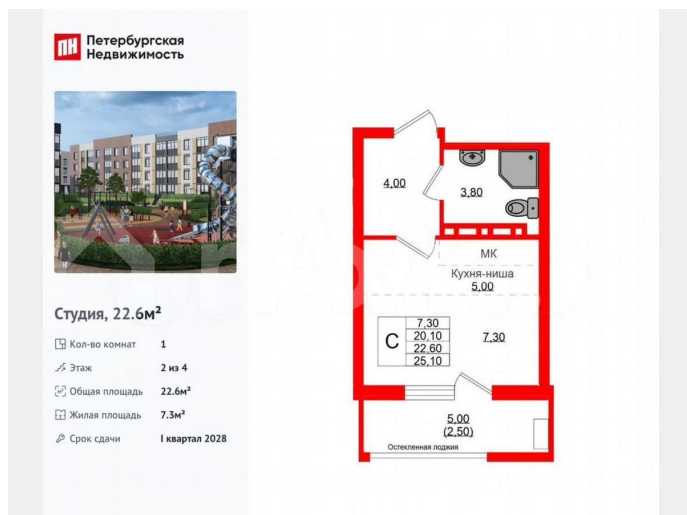 ПН Петербургская
Недвижимость
Студия, 22.6м²
Кол-во комнат 1
Этаж 2 из 4
Общая площадь 22.6м²
Жилая площадь 7.3м²
Срок сдачи I квартал 2028
4.00
3.80
МК
Кухня-ниша
5.00
С
7.30
20.10
22.60
25.10
7.30
5.00
(2.50)
Остекленная лоджия